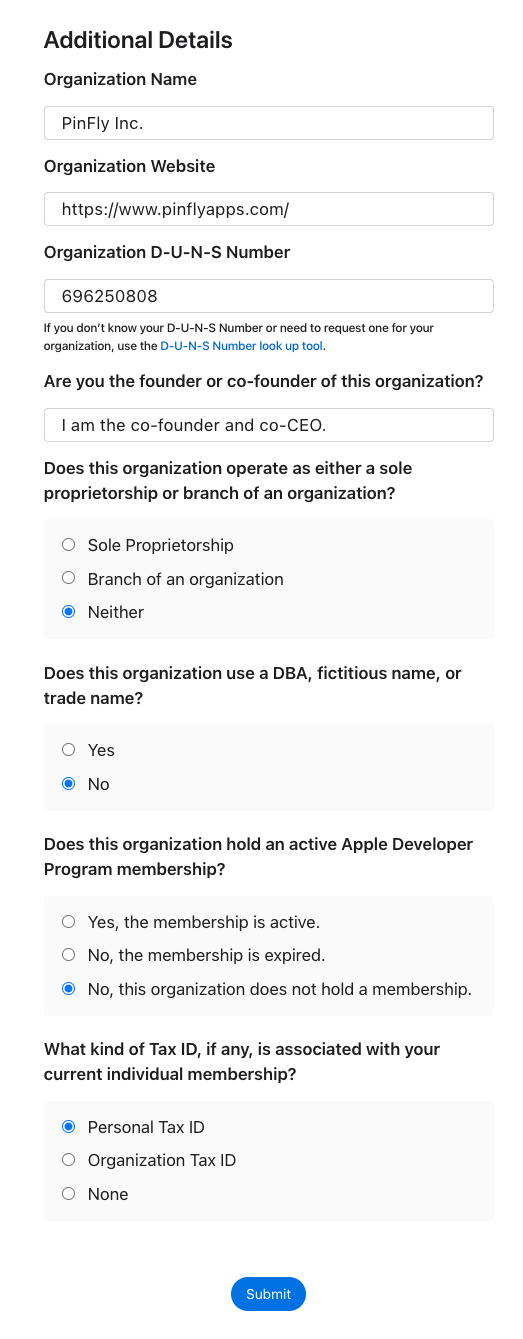 Additional Details
Organization Name
PinFly Inc.
Organization Website
https://www.pinflyapps.com/
Organization D-U-N-S Number
696250808
If you don't know your D-U-N-S Number or need to request one for your
organization, use the D-U-N-S Number look up tool.
Are you the founder or co-founder of this organization?
I am the co-founder and co-CEO.
Does this organization operate as either a sole
proprietorship or branch of an organization?
Sole Proprietorship
Branch of an organization
Neither
Does this organization use a DBA, fictitious name, or
trade name?
Yes
No
Does this organization hold an active Apple Developer
Program membership?
Yes, the membership is active.
No, the membership is expired.
No, this organization does not hold a membership.
What kind of Tax ID, if any, is associated with your
current individual membership?
Personal Tax ID
Organization Tax ID
None
Submit